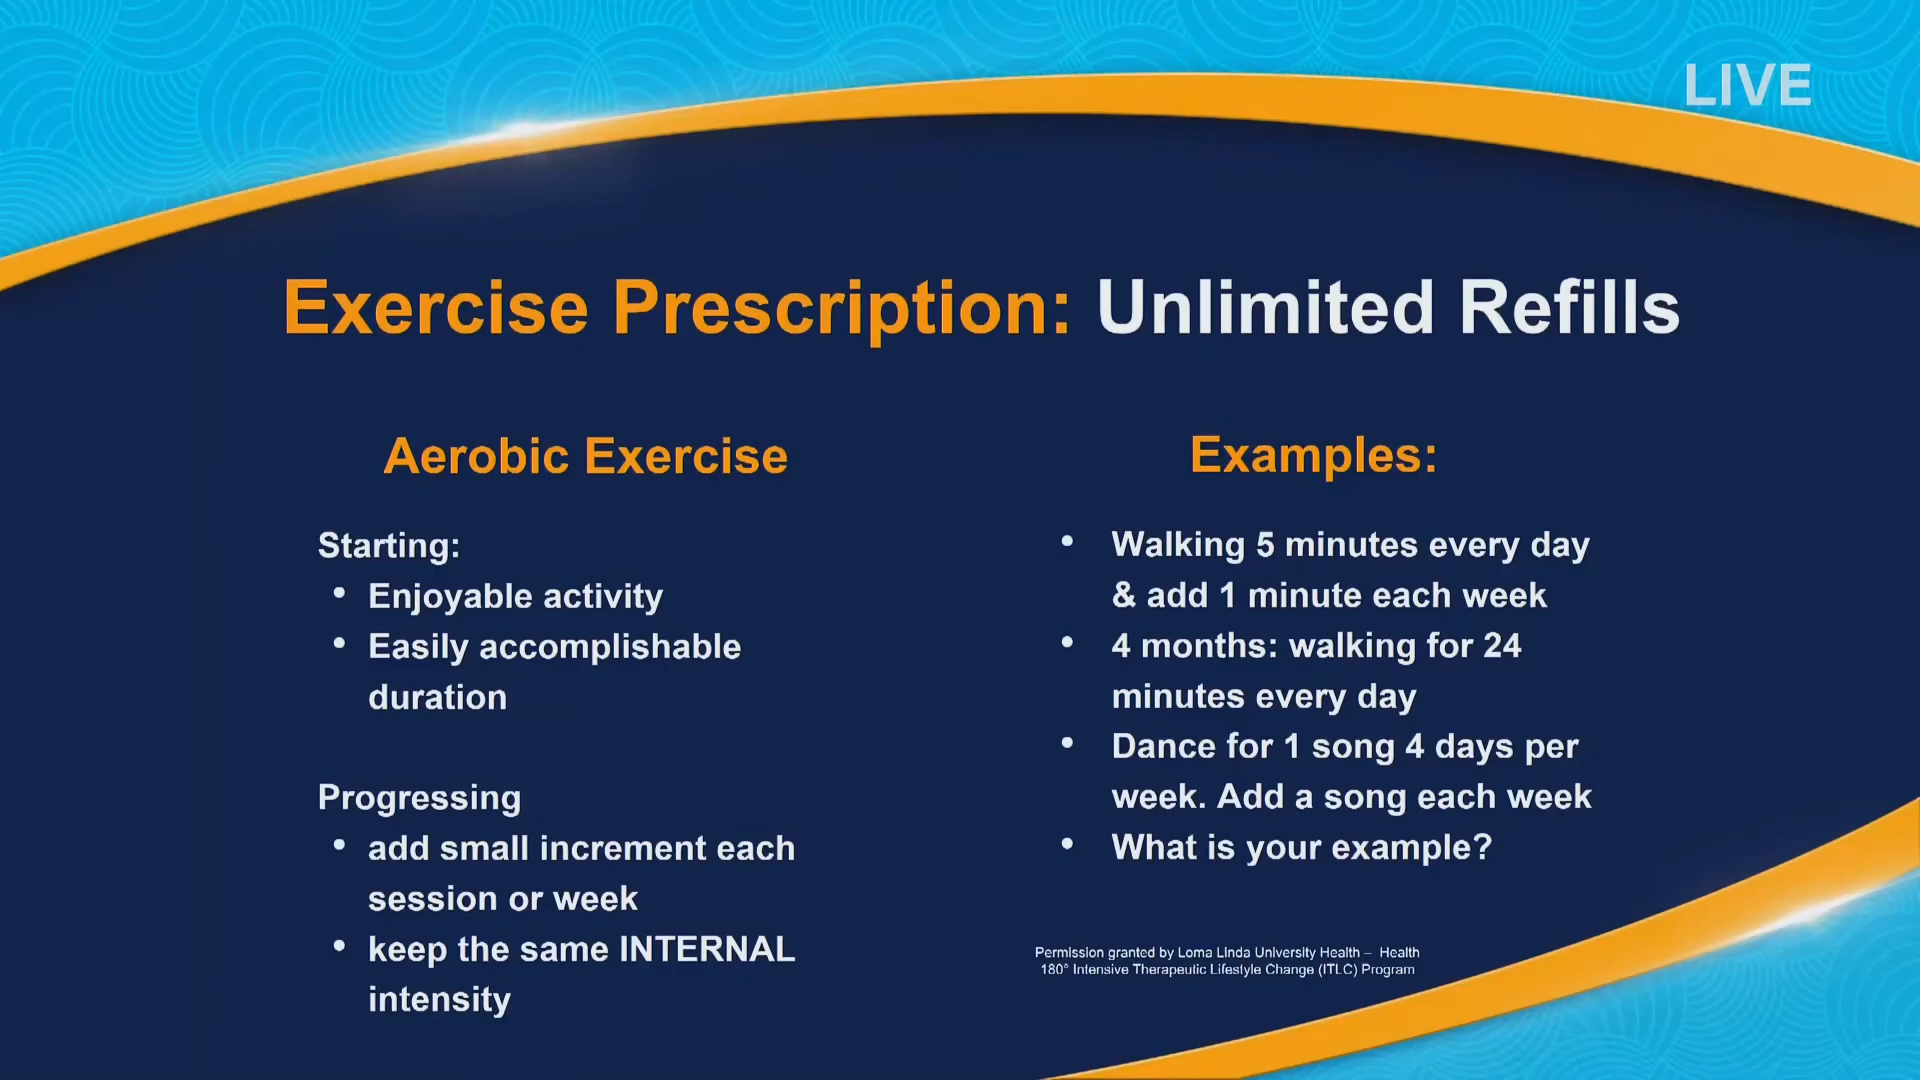 LIVE
Exercise Prescription: Unlimited Refills
Aerobic Exercise
Starting:
• Enjoyable activity
• Easily accomplishable
duration
Progressing
• add small increment each
session or week
• keep the same INTERNAL
intensity
Examples:
• Walking 5 minutes every day
& add 1 minute each week
• 4 months: walking for 24
minutes every day
• Dance for 1 song 4 days per
week. Add a song each week
• What is your example?
Permission granted by Loma Linda University Health – Health
180° Intensive Therapeutic Lifestyle Change (ITLC) Program